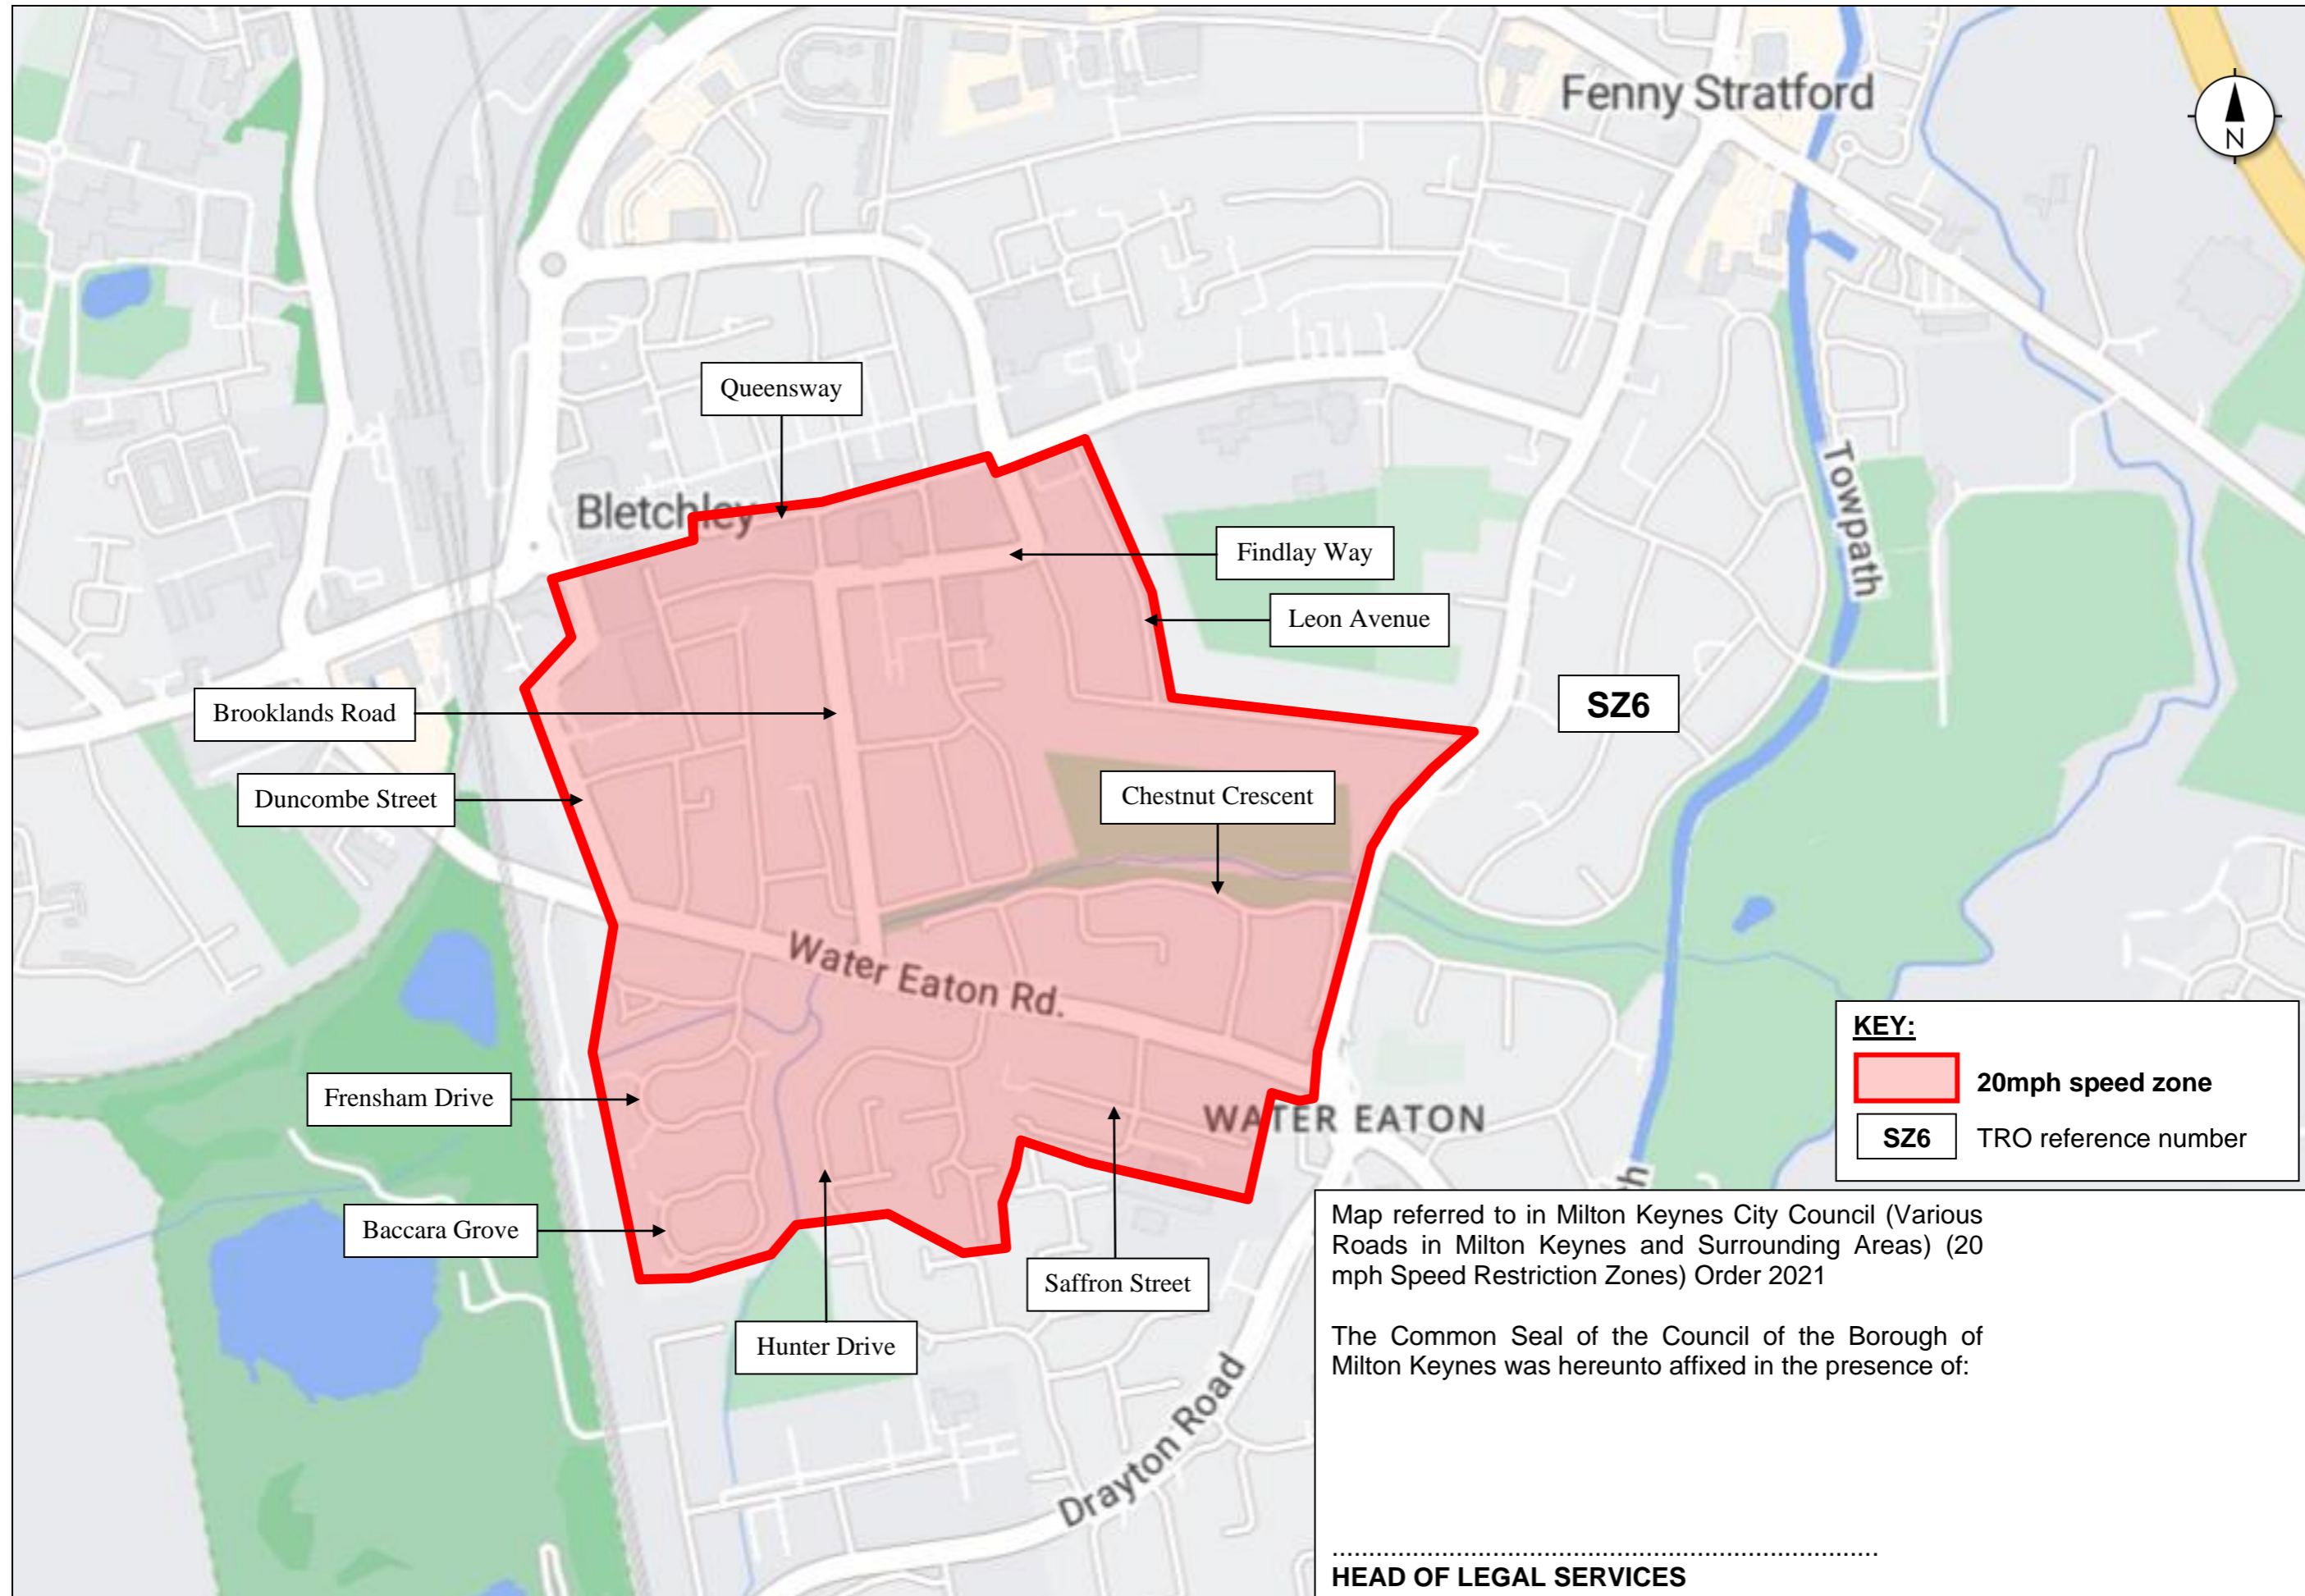 Fenny Stratford
N
Queensway
Towpath
Bletchley
Findlay Way
Leon Avenue
SZ6
Brooklands Road
Duncombe Street
Chestnut Crescent
Water Eaton Rd.
KEY:
20mph speed zone
SZ6 TRO reference number
Frensham Drive
WATER EATON
Baccara Grove
Saffron Street
Hunter Drive
Drayton Road
Map referred to in Milton Keynes City Council (Various
Roads in Milton Keynes and Surrounding Areas) (20
mph Speed Restriction Zones) Order 2021
The Common Seal of the Council of the Borough of
Milton Keynes was hereunto affixed in the presence of:
...........................................................................
HEAD OF LEGAL SERVICES